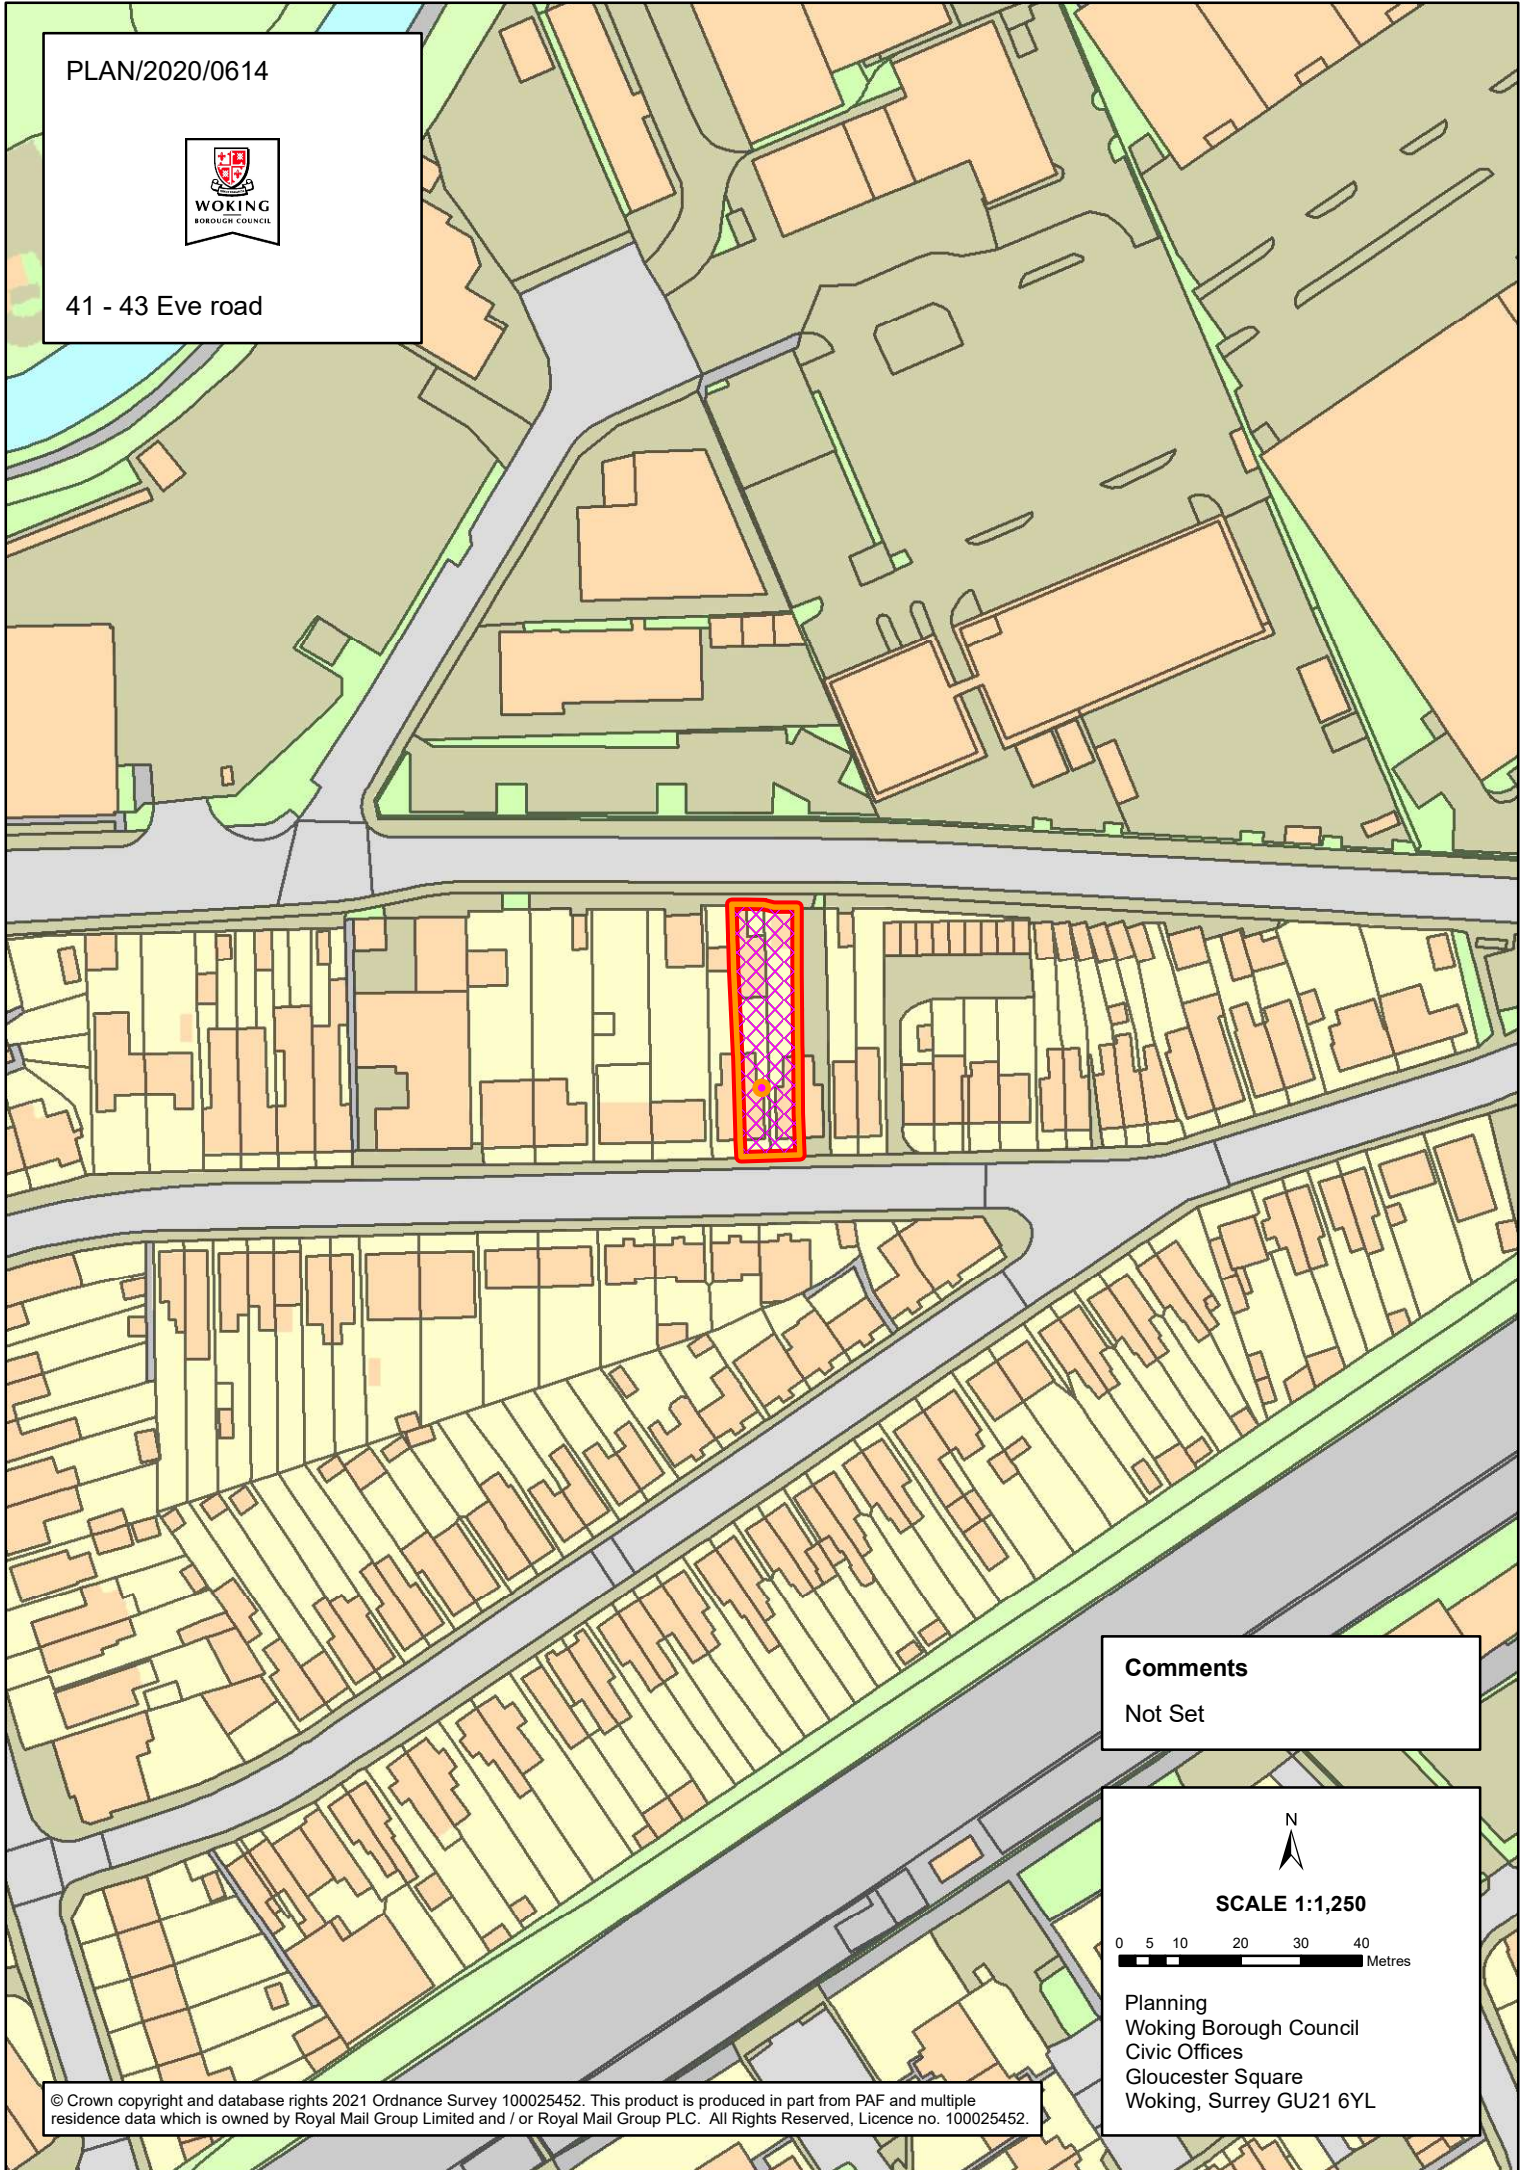 PLAN/2020/0614
WOKING
BOROUGH COUNCIL
41 - 43 Eve road
Comments
Not Set
N
SCALE 1:1,250
0 5 10 20 30 40
Metres
Planning
Woking Borough Council
Civic Offices
Gloucester Square
Woking, Surrey GU21 6YL
© Crown copyright and database rights 2021 Ordnance Survey 100025452. This product is produced in part from PAF and multiple
residence data which is owned by Royal Mail Group Limited and / or Royal Mail Group PLC. All Rights Reserved, Licence no. 100025452.